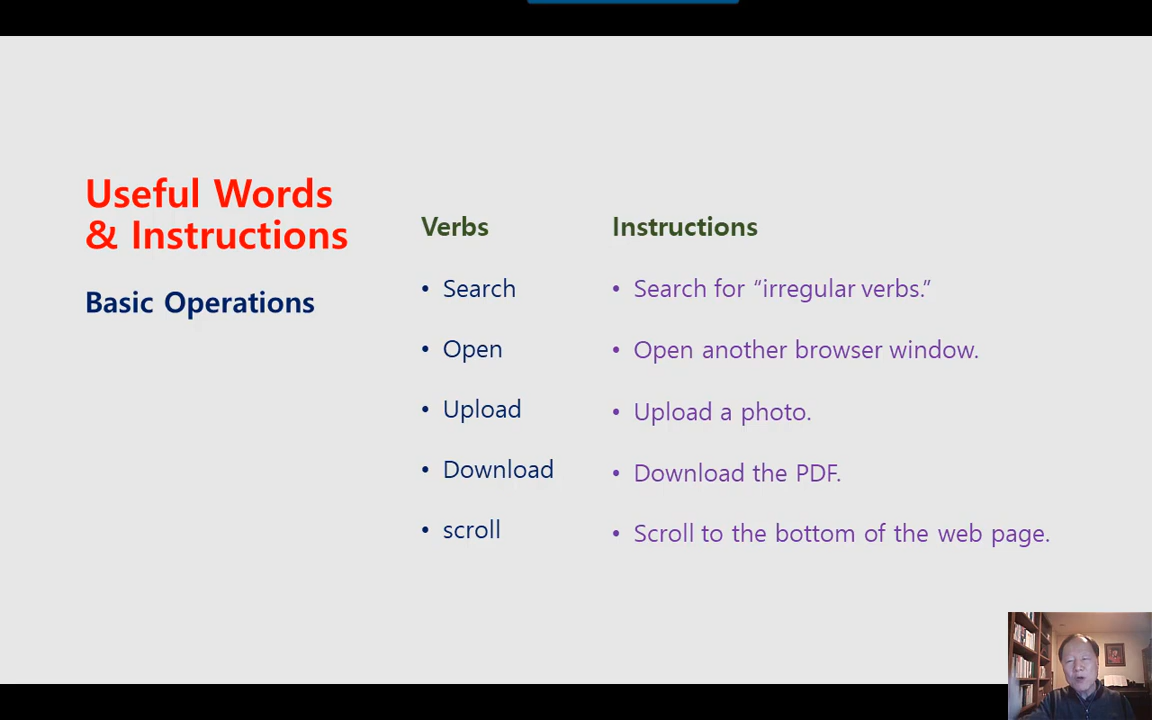 Useful Words
& Instructions
Basic Operations
Verbs
• Search
• Open
• Upload
• Download
• scroll
Instructions
• Search for “irregular verbs.”
• Open another browser window.
• Upload a photo.
• Download the PDF.
• Scroll to the bottom of the web page.